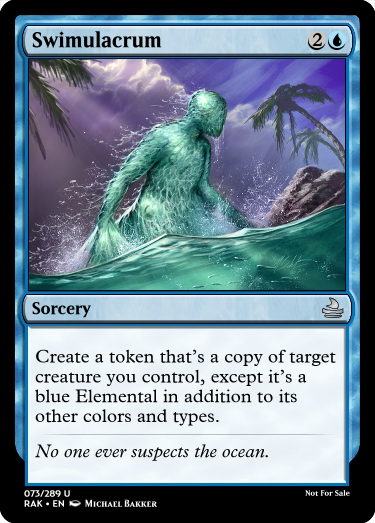 Swimulacrum 2
Sorcery
Create a token that's a copy of target
creature you control, except it's a
blue Elemental in addition to its
other colors and types.
No one ever suspects the ocean.
073/289 U Not For Sale
RAK • EN Michael Bakker